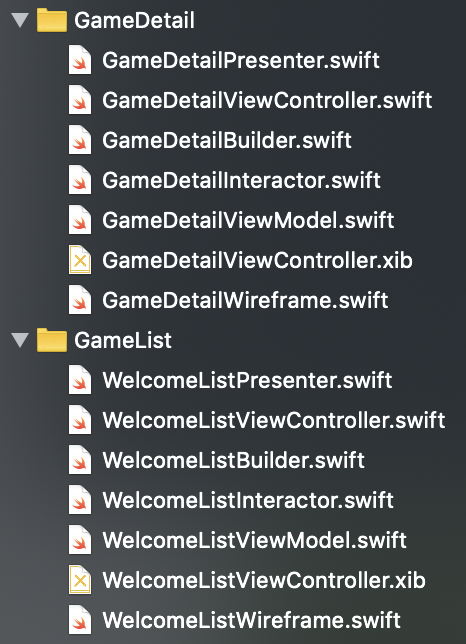 GameDetail
GameDetailPresenter.swift
GameDetailViewController.swift
GameDetailBuilder.swift
GameDetailInteractor.swift
GameDetailViewModel.swift
GameDetailViewController.xib
GameDetailWireframe.swift
GameList
WelcomeListPresenter.swift
WelcomeListViewController.swift
WelcomeListBuilder.swift
WelcomeListInteractor.swift
WelcomeListViewModel.swift
WelcomeListViewController.xib
WelcomeListWireframe.swift